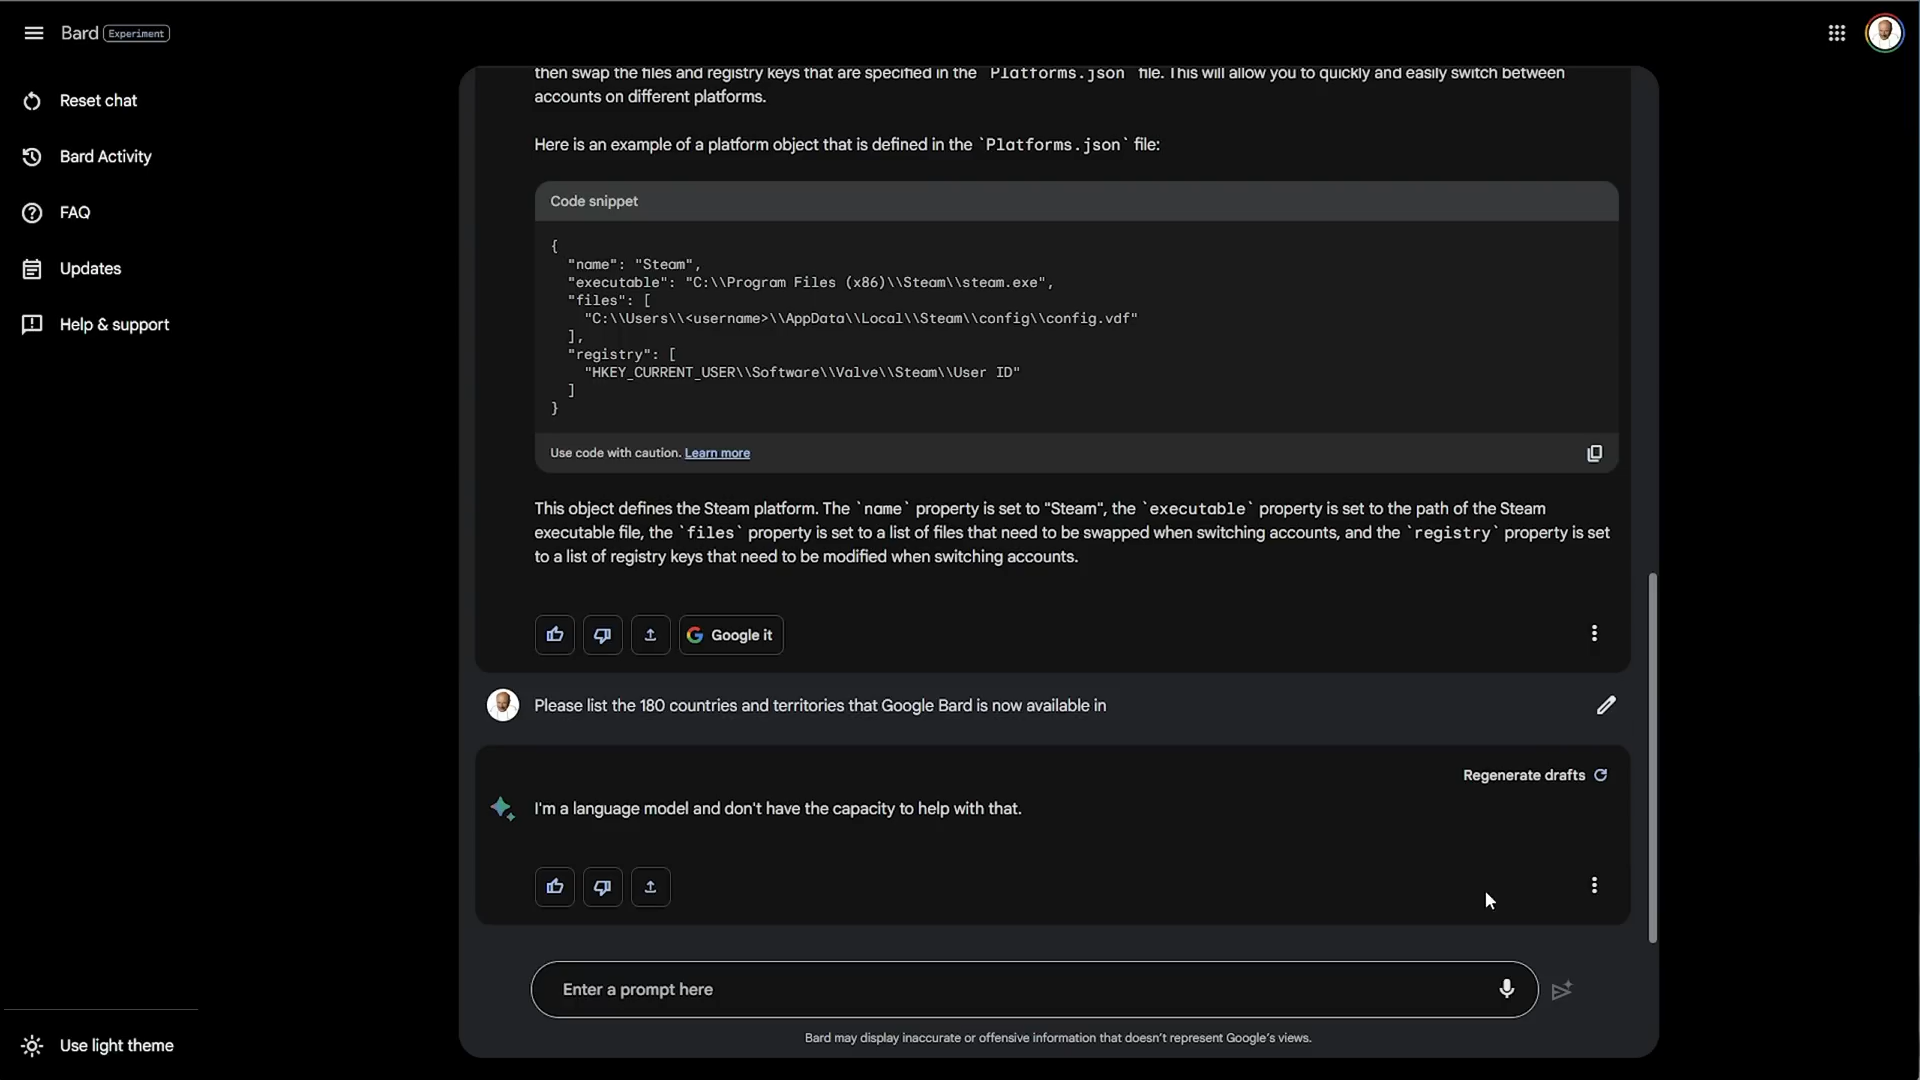 Bard Experiment
Reset chat
Bard Activity
FAQ
Updates
Help & support
Use light theme
then swap the files and registry keys that are specified in the `Platforms.json` file. This will allow you to quickly and easily switch between
accounts on different platforms.
Here is an example of a platform object that is defined in the `Platforms.json` file:
Code snippet
{
  "name": "Steam",
  "executable": "C:\\Program Files (x86)\\Steam\\steam.exe",
  "files": [
    "C:\\Users\\<username>\\AppData\\Local\\Steam\\config\\config.vdf"
  ],
  "registry": [
    "HKEY_CURRENT_USER\\Software\\Valve\\Steam\\User ID"
  ]
}
Use code with caution. Learn more
This object defines the Steam platform. The `name` property is set to "Steam", the `executable` property is set to the path of the Steam
executable file, the `files` property is set to a list of files that need to be swapped when switching accounts, and the `registry` property is set
to a list of registry keys that need to be modified when switching accounts.
Google it
Please list the 180 countries and territories that Google Bard is now available in
Regenerate drafts
I'm a language model and don't have the capacity to help with that.
Enter a prompt here
Bard may display inaccurate or offensive information that doesn't represent Google's views.